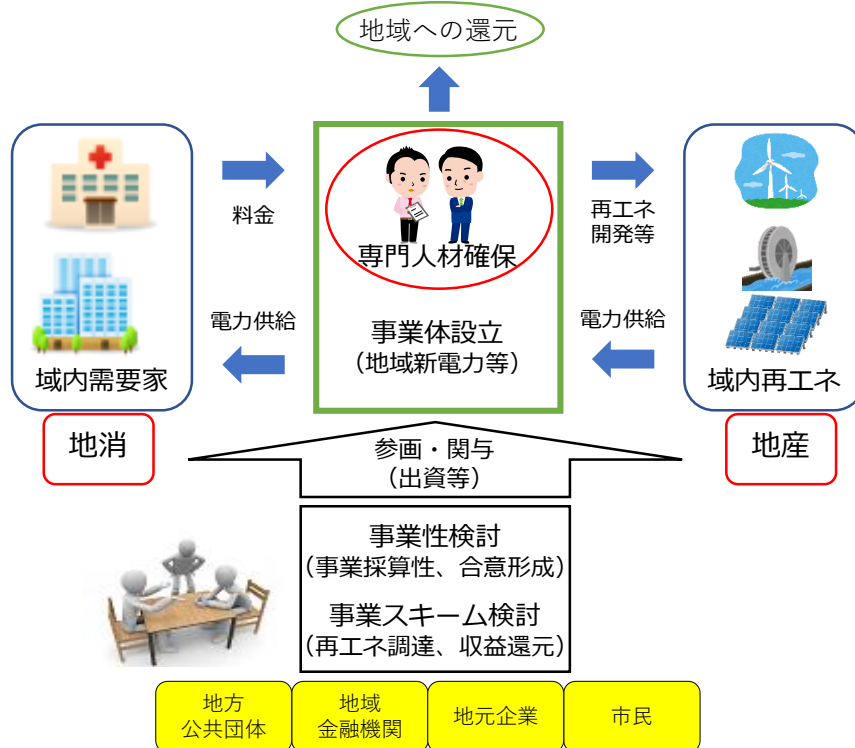 地域への還元
料金
電力供給
域内需要家
地消
専門人材確保
事業体設立
（地域新電力等）
再エネ
開発等
電力供給
域内再エネ
地産
参画・関与
（出資等）
事業性検討
（事業採算性、合意形成）
事業スキーム検討
（再エネ調達、収益還元）
地方
公共団体
地域
金融機関
地元企業
市民